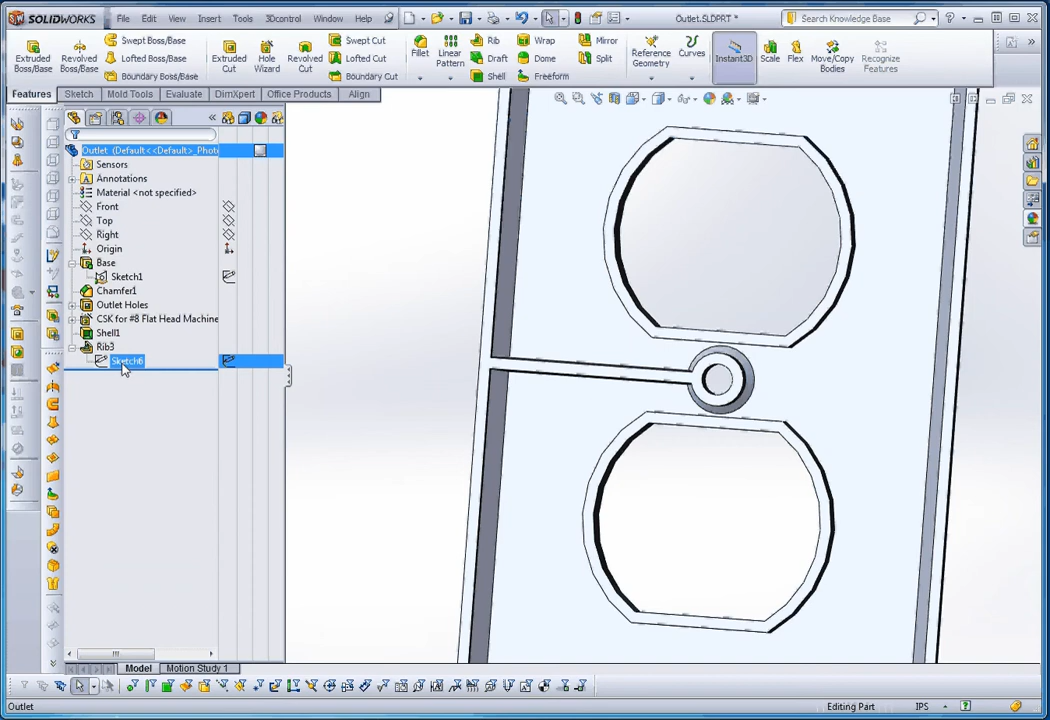 SOLIDWORKS File Edit View Insert Tools 3Dcontrol Window Help Outlet.SLDPRT * Search Knowledge Base
Extruded Boss/Base
Revolved Boss/Base
Swept Boss/Base
Lofted Boss/Base
Boundary Boss/Base
Extruded Cut
Hole Wizard
Revolved Cut
Swept Cut
Lofted Cut
Boundary Cut
Fillet
Linear Pattern
Rib
Draft
Shell
Wrap
Dome
Freeform
Mirror
Split
Reference Geometry
Curves
Instant3D
Scale
Flex
Move/Copy Bodies
Recognize Features
Features Sketch Mold Tools Evaluate DimXpert Office Products Align
Outlet (Default<<Default>_Phot
Sensors
Annotations
Material <not specified>
Front
Top
Right
Origin
Base
Sketch1
Chamfer1
Outlet Holes
CSK for #8 Flat Head Machine
Shell1
Rib3
Sketch6
Model Motion Study 1
Outlet Editing Part IPS